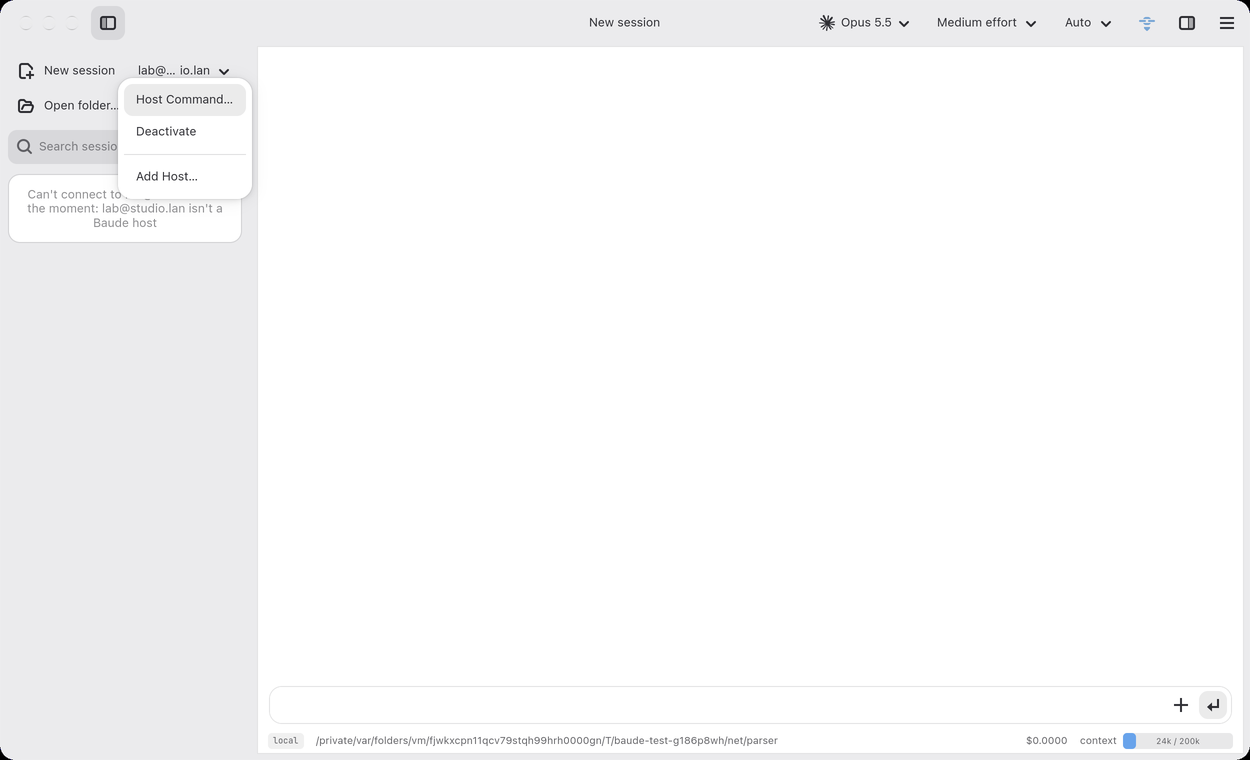 New session
Opus 5.5
Medium effort
Auto
New session
lab@... io.lan
Open folder...
Host Command...
Deactivate
Add Host...
Search sessio
Can't connect to
the moment: lab@studio.lan isn't a
Baude host
local
/private/var/folders/vm/fjwkxcpn11qcv79stqh99hrh0000gn/T/baude-test-g186p8wh/net/parser
$0.0000
context
24k / 200k